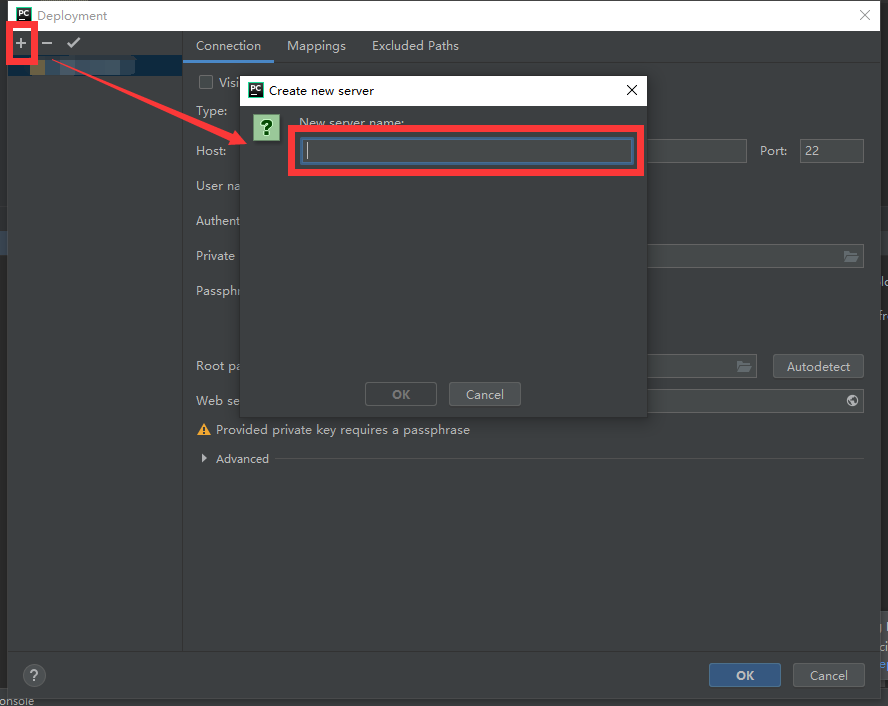 PC Deployment
Connection Mappings Excluded Paths
PC Create new server
Type:
New server name:
Host:
Port: 22
User na
Authent
Private
Passphr
Root pa
Autodetect
OK Cancel
Web se
Provided private key requires a passphrase
Advanced
? OK Cancel
onsole